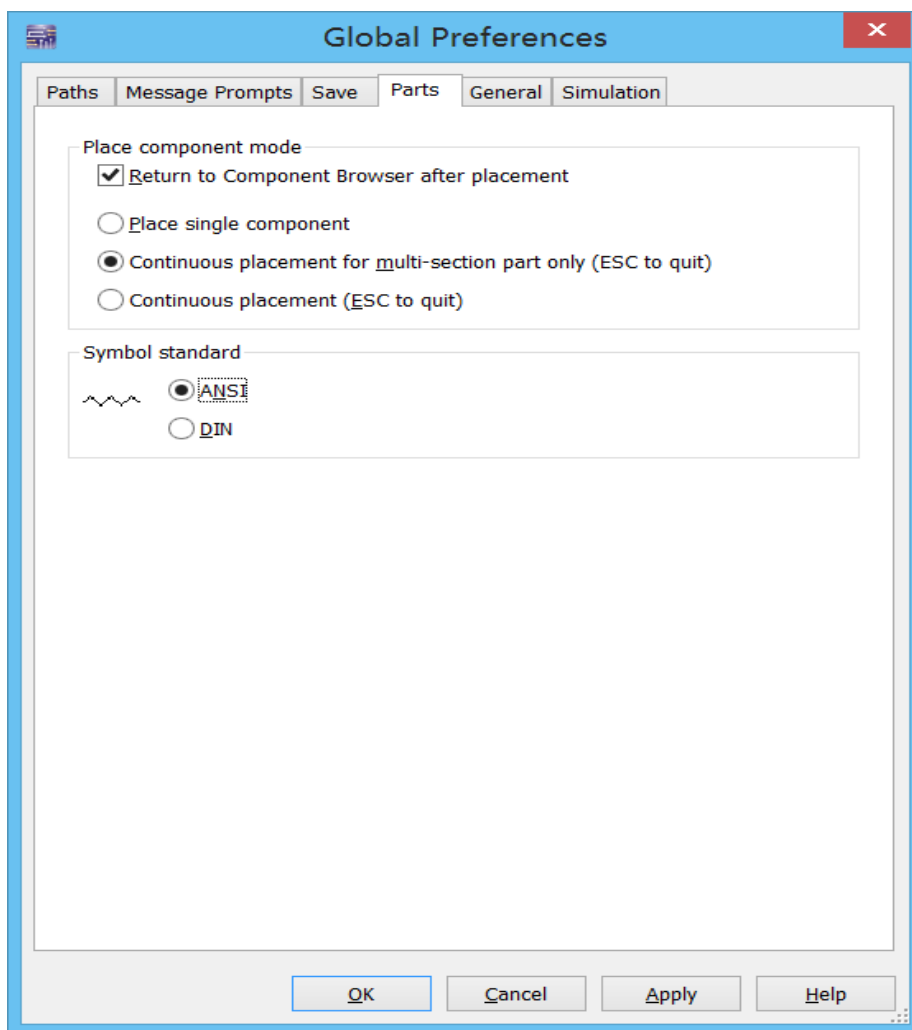 Global Preferences
Paths Message Prompts Save Parts General Simulation
Place component mode
Return to Component Browser after placement
Place single component
Continuous placement for multi-section part only (ESC to quit)
Continuous placement (ESC to quit)
Symbol standard
ANSI
DIN
OK Cancel Apply Help